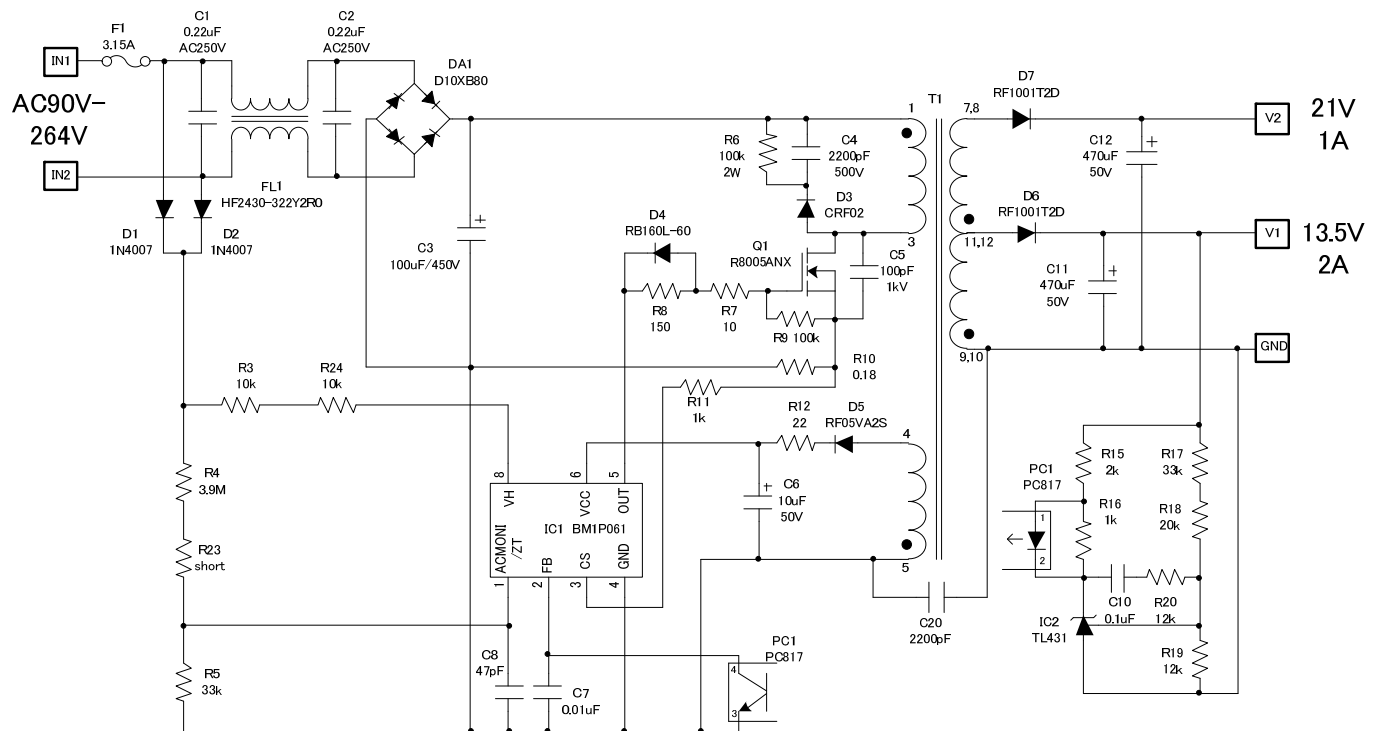 F1
3.15A
C1
0.22uF
AC250V
C2
0.22uF
AC250V
IN1
AC90V-
264V
IN2
DA1
D10XB80
FL1
HF2430-322Y2R0
D1
1N4007
D2
1N4007
C3
100uF/450V
R6
100k
2W
C4
2200pF
500V
D3
CRF02
D4
RB160L-60
Q1
R8005ANX
C5
100pF
1kV
R8
150
R7
10
R9 100k
R10
0.18
R11
1k
T1
1
3
7,8
11,12
9,10
D7
RF1001T2D
D6
RF1001T2D
C12
470uF
50V
C11
470uF
50V
V2
21V
1A
V1
13.5V
2A
GND
R3
10k
R24
10k
R12
22
D5
RF05VA2S
4
5
C6
10uF
50V
R4
3.9M
R23
short
R5
33k
8
6
5
VH
VCC
OUT
IC1 BM1P061
ACMONI
/ZT
FB
CS
GND
1
2
3
4
C20
2200pF
C8
47pF
C7
0.01uF
PC1
PC817
4
3
PC1
PC817
1
2
R15
2k
R16
1k
R17
33k
R18
20k
C10
0.1uF
R20
12k
IC2
TL431
R19
12k